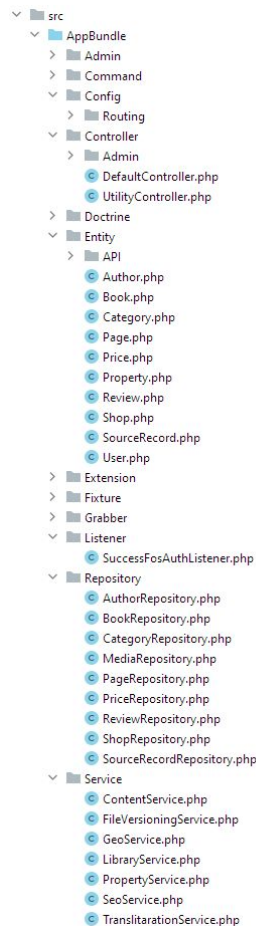 src
AppBundle
Admin
Command
Config
Routing
Controller
Admin
DefaultController.php
UtilityController.php
Doctrine
Entity
API
Author.php
Book.php
Category.php
Page.php
Price.php
Property.php
Review.php
Shop.php
SourceRecord.php
User.php
Extension
Fixture
Grabber
Listener
SuccessFosAuthListener.php
Repository
AuthorRepository.php
BookRepository.php
CategoryRepository.php
MediaRepository.php
PageRepository.php
PriceRepository.php
ReviewRepository.php
ShopRepository.php
SourceRecordRepository.php
Service
ContentService.php
FileVersioningService.php
GeoService.php
LibraryService.php
PropertyService.php
SeoService.php
TranslitarationService.php